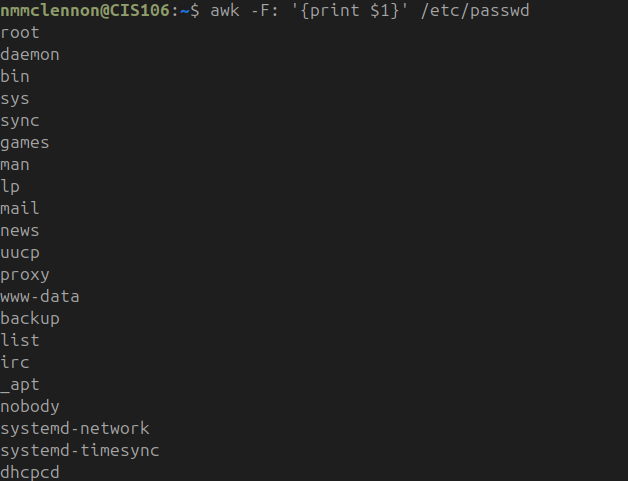 nmmclennon@CIS106:~$ awk -F: '{print $1}' /etc/passwd
root
daemon
bin
sys
sync
games
man
lp
mail
news
uucp
proxy
www-data
backup
list
irc
_apt
nobody
systemd-network
systemd-timesync
dhcpcd